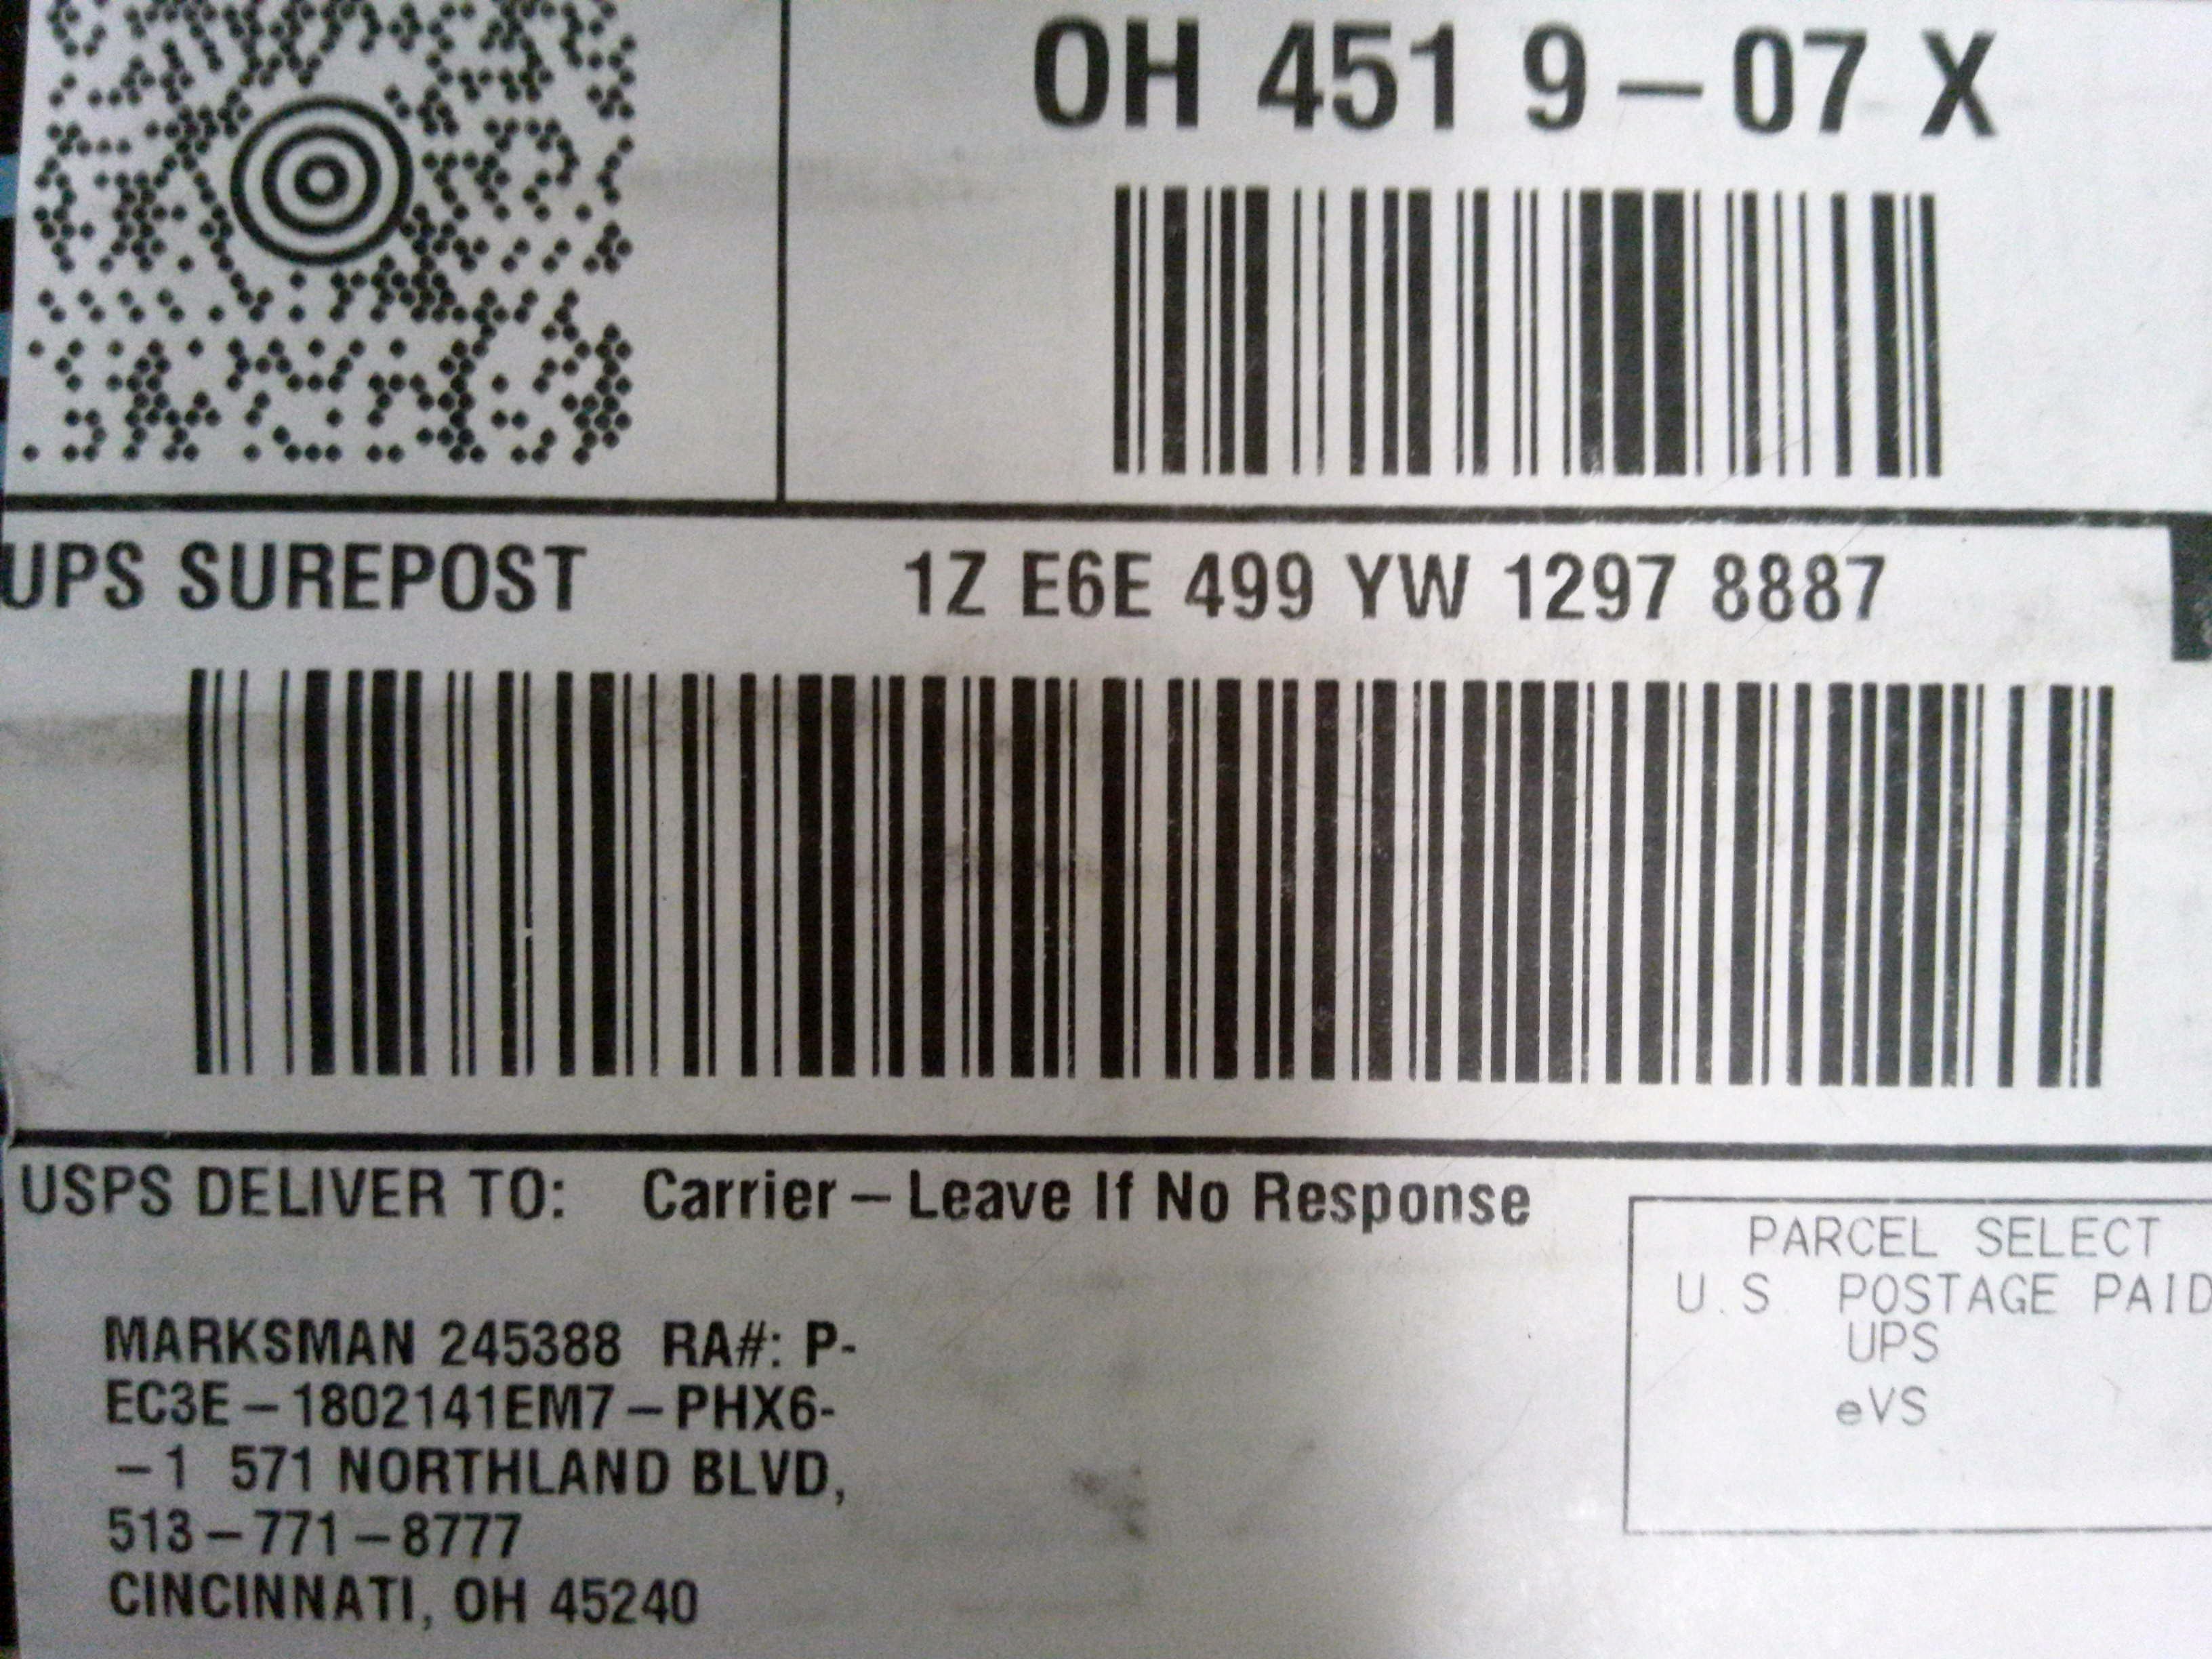 OH 451 9-07 X
UPS SUREPOST 1Z E6E 499 YW 1297 8887
USPS DELIVER TO: Carrier-Leave If No Response
PARCEL SELECT
U.S. POSTAGE PAID
UPS
eVS
MARKSMAN 245388 RA#: P-
EC3E-1802141EM7-PHX6-
-1 571 NORTHLAND BLVD,
513-771-8777
CINCINNATI, OH 45240